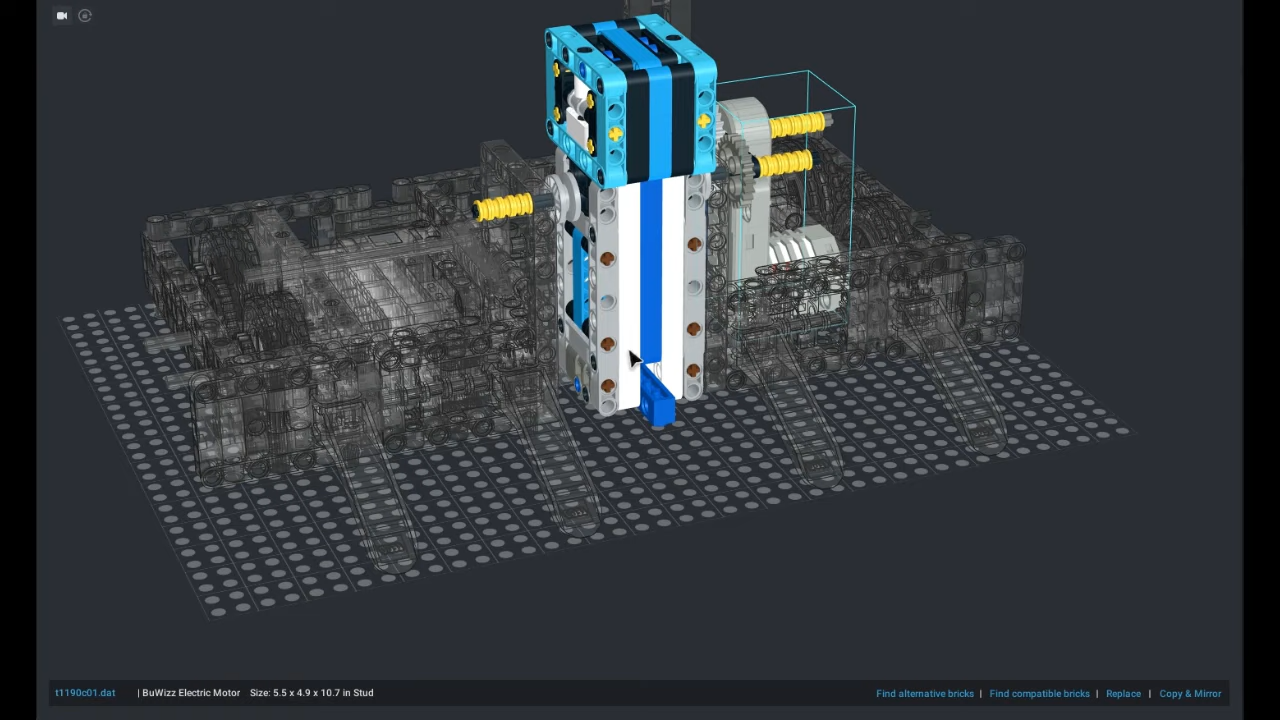 t1190c01.dat | BuWizz Electric Motor Size: 5.5 x 4.9 x 10.7 in Stud Find alternative bricks | Find compatible bricks | Replace | Copy & Mirror